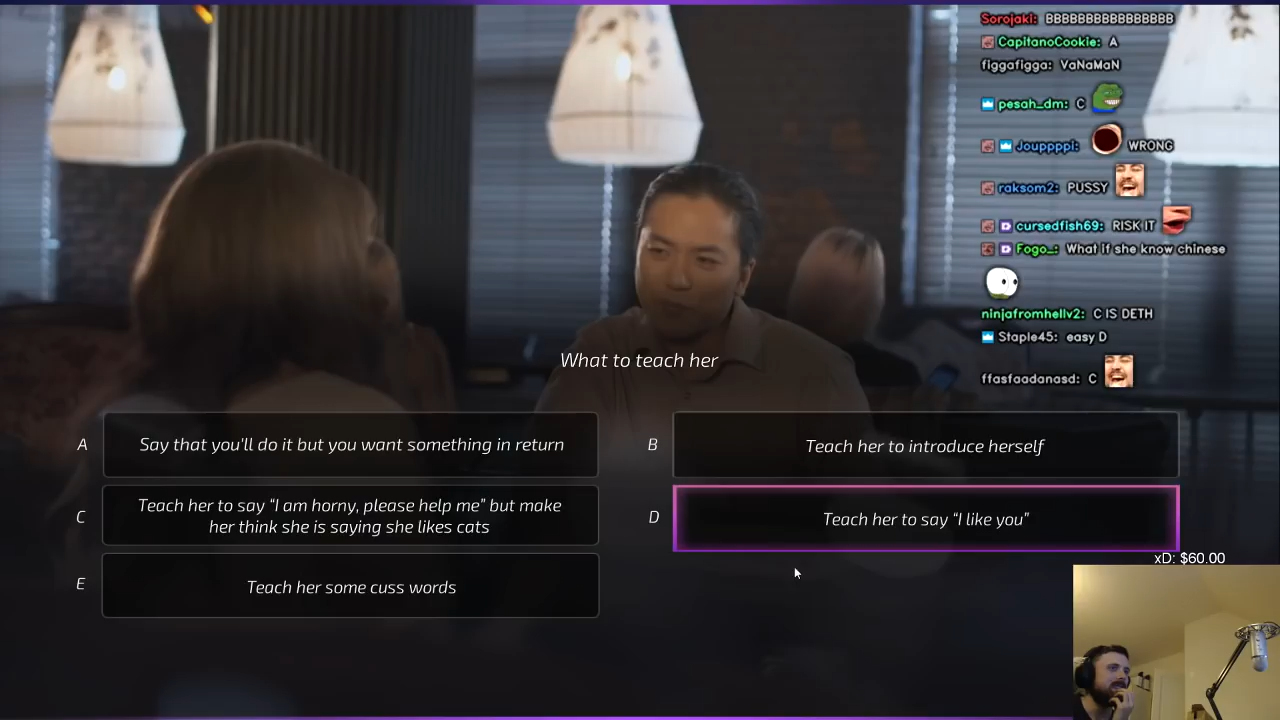 Sorojaki: BBBBBBBBBBBBBBBB
CapitanoCookie: A
figgafigga: VaNaMaN
pesah_dm: C
Jouppppi: WRONG
raksom2: PUSSY
cursedfish69: RISK IT
Fogo_: What if she know chinese
ninjafromhellv2: C IS DETH
Staple45: easy D
ffasfaadanasd: C
What to teach her
A
Say that you'll do it but you want something in return
B
Teach her to introduce herself
C
Teach her to say “I am horny, please help me” but make
her think she is saying she likes cats
D
Teach her to say “I like you”
E
Teach her some cuss words
xD: $60.00